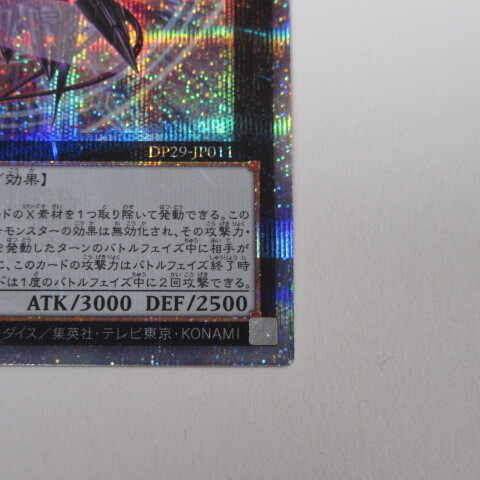 DP29-JP011
／効果】
ードのX素材を1つ取り除いて発動できる。この
モンスターの効果は無効化され、その攻撃力・
を発動したターンのバトルフェイズ中に相手が
に、このカードの攻撃力はバトルフェイズ終了時
ドは1度のバトルフェイズ中に2回攻撃できる。
ATK/3000 DEF/2500
ダイス／集英社・テレビ東京・KONAMI